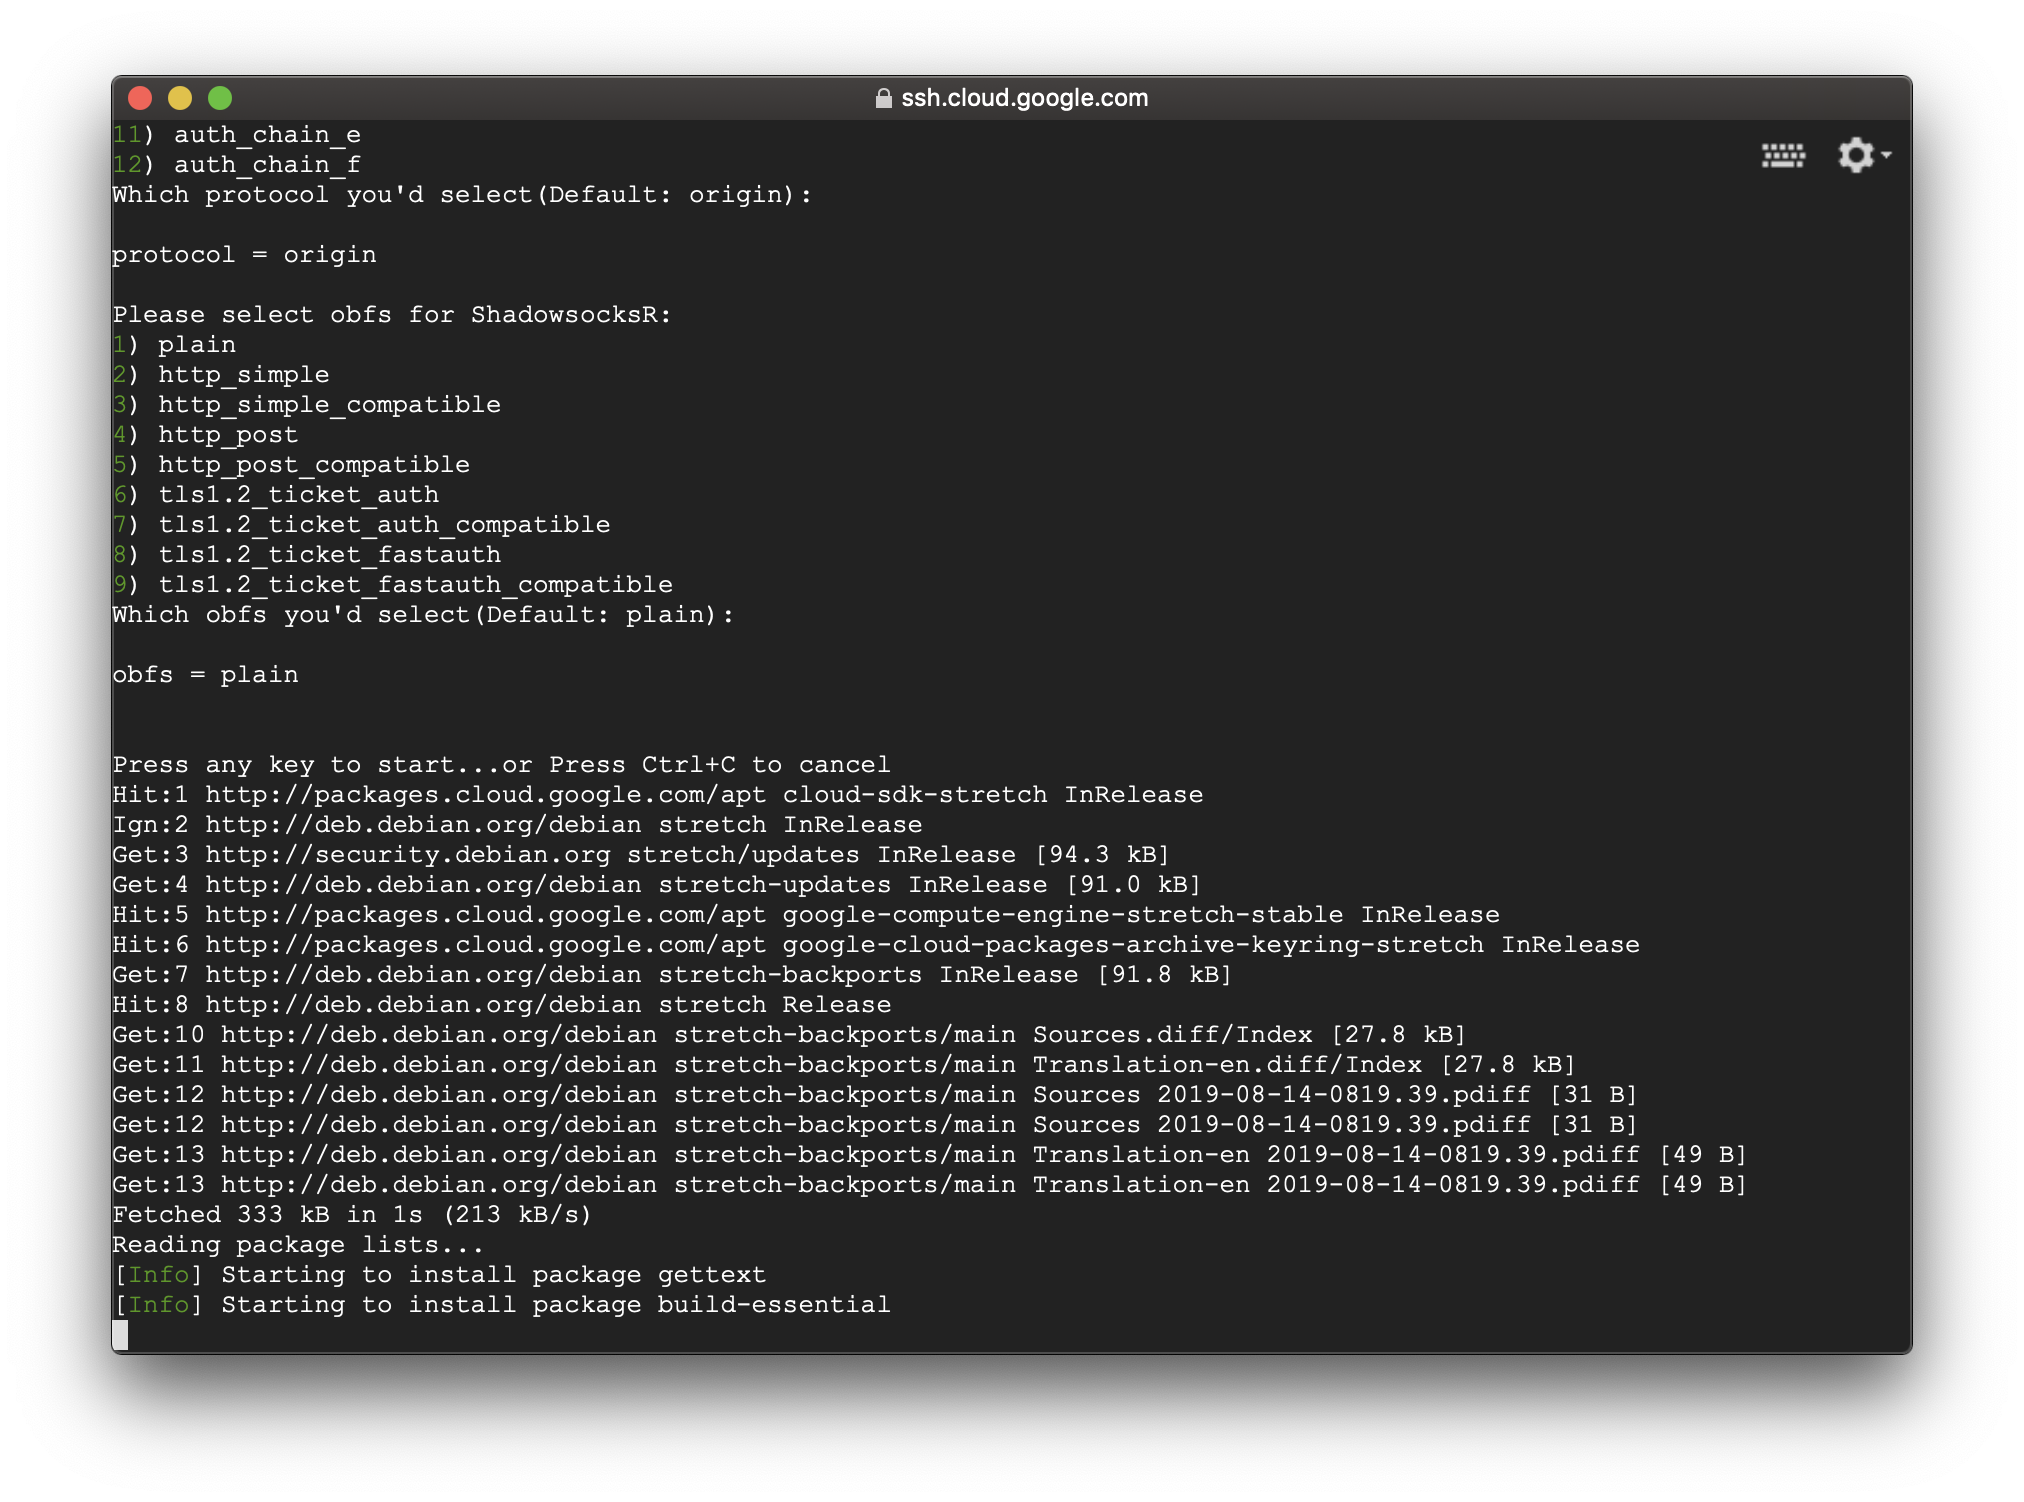 ssh.cloud.google.com
11) auth_chain_e
12) auth_chain_f
Which protocol you'd select(Default: origin):
protocol = origin
Please select obfs for ShadowsocksR:
1) plain
2) http_simple
3) http_simple_compatible
4) http_post
5) http_post_compatible
6) tls1.2_ticket_auth
7) tls1.2_ticket_auth_compatible
8) tls1.2_ticket_fastauth
9) tls1.2_ticket_fastauth_compatible
Which obfs you'd select(Default: plain):
obfs = plain
Press any key to start...or Press Ctrl+C to cancel
Hit:1 http://packages.cloud.google.com/apt cloud-sdk-stretch InRelease
Ign:2 http://deb.debian.org/debian stretch InRelease
Get:3 http://security.debian.org stretch/updates InRelease [94.3 kB]
Get:4 http://deb.debian.org/debian stretch-updates InRelease [91.0 kB]
Hit:5 http://packages.cloud.google.com/apt google-compute-engine-stretch-stable InRelease
Hit:6 http://packages.cloud.google.com/apt google-cloud-packages-archive-keyring-stretch InRelease
Get:7 http://deb.debian.org/debian stretch-backports InRelease [91.8 kB]
Hit:8 http://deb.debian.org/debian stretch Release
Get:10 http://deb.debian.org/debian stretch-backports/main Sources.diff/Index [27.8 kB]
Get:11 http://deb.debian.org/debian stretch-backports/main Translation-en.diff/Index [27.8 kB]
Get:12 http://deb.debian.org/debian stretch-backports/main Sources 2019-08-14-0819.39.pdiff [31 B]
Get:12 http://deb.debian.org/debian stretch-backports/main Sources 2019-08-14-0819.39.pdiff [31 B]
Get:13 http://deb.debian.org/debian stretch-backports/main Translation-en 2019-08-14-0819.39.pdiff [49 B]
Get:13 http://deb.debian.org/debian stretch-backports/main Translation-en 2019-08-14-0819.39.pdiff [49 B]
Fetched 333 kB in 1s (213 kB/s)
Reading package lists...
[Info] Starting to install package gettext
[Info] Starting to install package build-essential